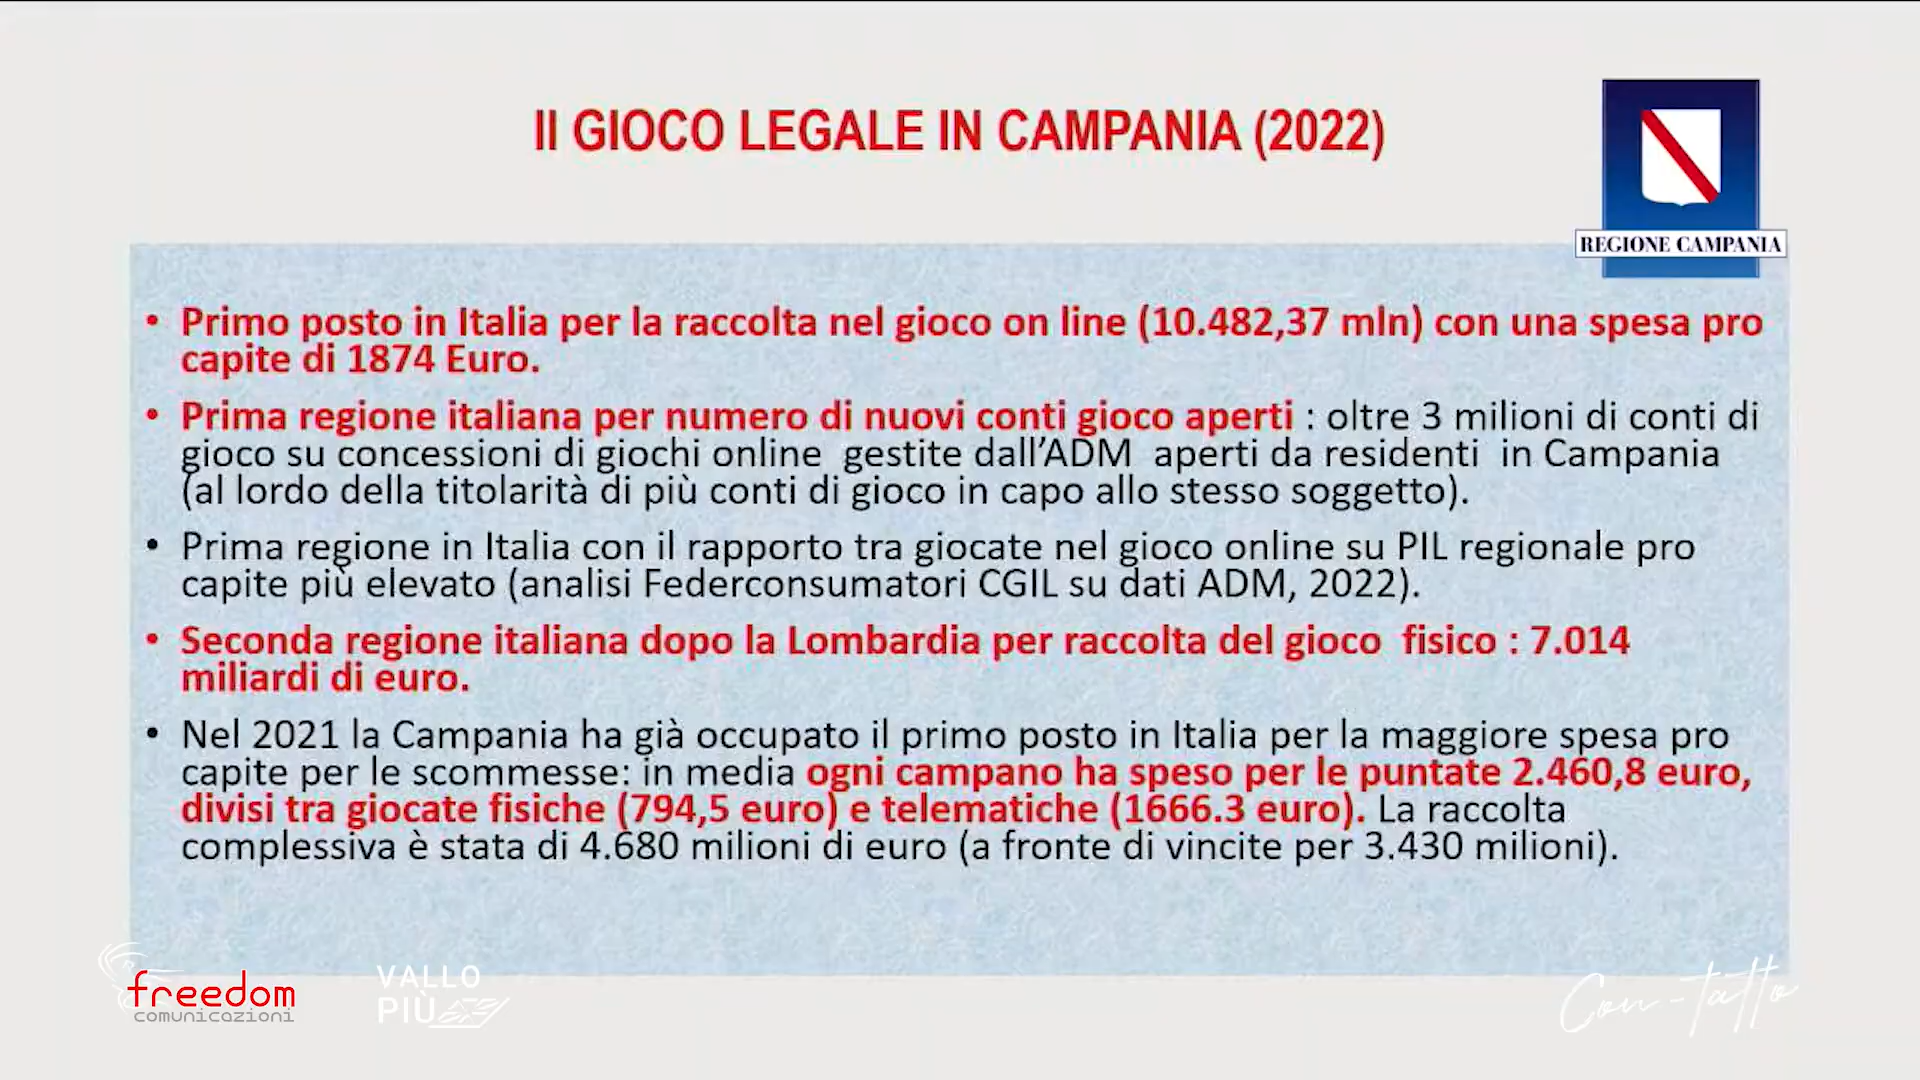 Il GIOCO LEGALE IN CAMPANIA (2022)
REGIONE CAMPANIA
• Primo posto in Italia per la raccolta nel gioco on line (10.482,37 mln) con una spesa pro
capite di 1874 Euro.
• Prima regione italiana per numero di nuovi conti gioco aperti : oltre 3 milioni di conti di
gioco su concessioni di giochi online gestite dall’ADM aperti da residenti in Campania
(al lordo della titolarità di più conti di gioco in capo allo stesso soggetto).
• Prima regione in Italia con il rapporto tra giocate nel gioco online su PIL regionale pro
capite più elevato (analisi Federconsumatori CGIL su dati ADM, 2022).
• Seconda regione italiana dopo la Lombardia per raccolta del gioco fisico : 7.014
miliardi di euro.
• Nel 2021 la Campania ha già occupato il primo posto in Italia per la maggiore spesa pro
capite per le scommesse: in media ogni campano ha speso per le puntate 2.460,8 euro,
divisi tra giocate fisiche (794,5 euro) e telematiche (1666.3 euro). La raccolta
complessiva è stata di 4.680 milioni di euro (a fronte di vincite per 3.430 milioni).
freedom
comunicazioni
VALLO
PIÙ
Con-tatto